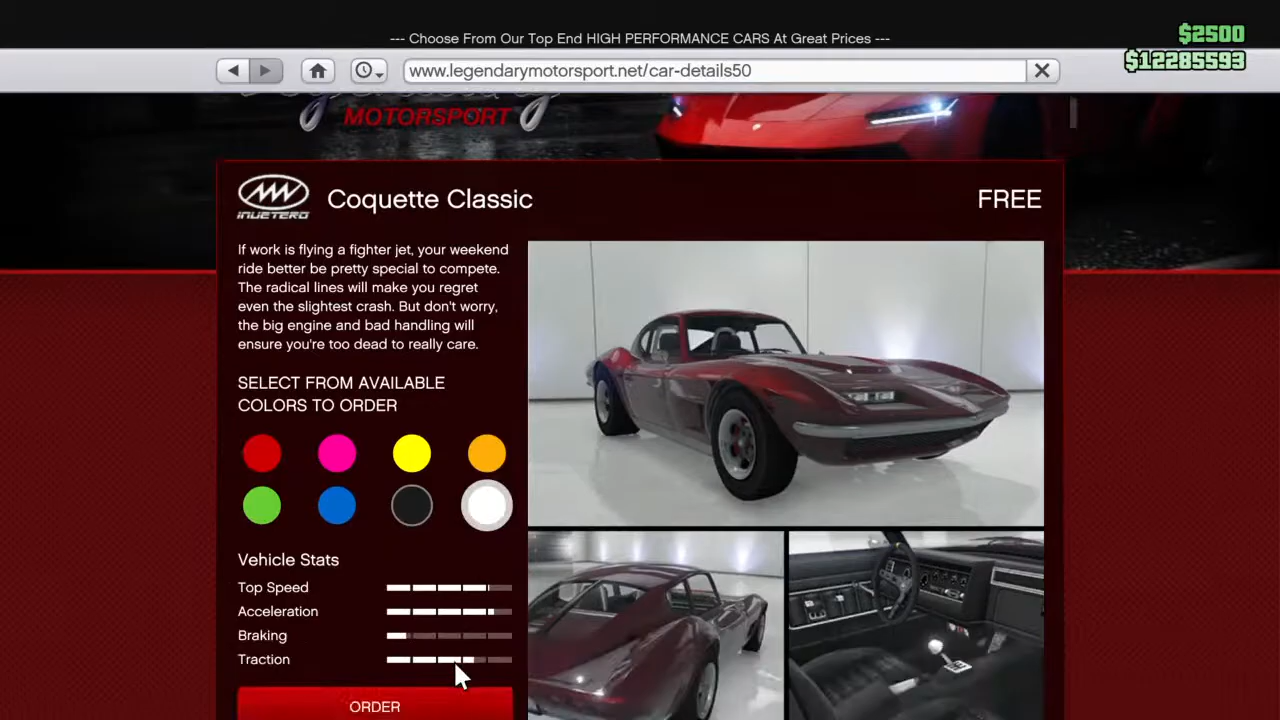 --- Choose From Our Top End HIGH PERFORMANCE CARS At Great Prices ---
$2500
$12285593
www.legendarymotorsport.net/car-details50
MOTORSPORT
INVETERO
Coquette Classic
FREE
If work is flying a fighter jet, your weekend
ride better be pretty special to compete.
The radical lines will make you regret
even the slightest crash. But don't worry,
the big engine and bad handling will
ensure you're too dead to really care.
SELECT FROM AVAILABLE
COLORS TO ORDER
Vehicle Stats
Top Speed
Acceleration
Braking
Traction
ORDER